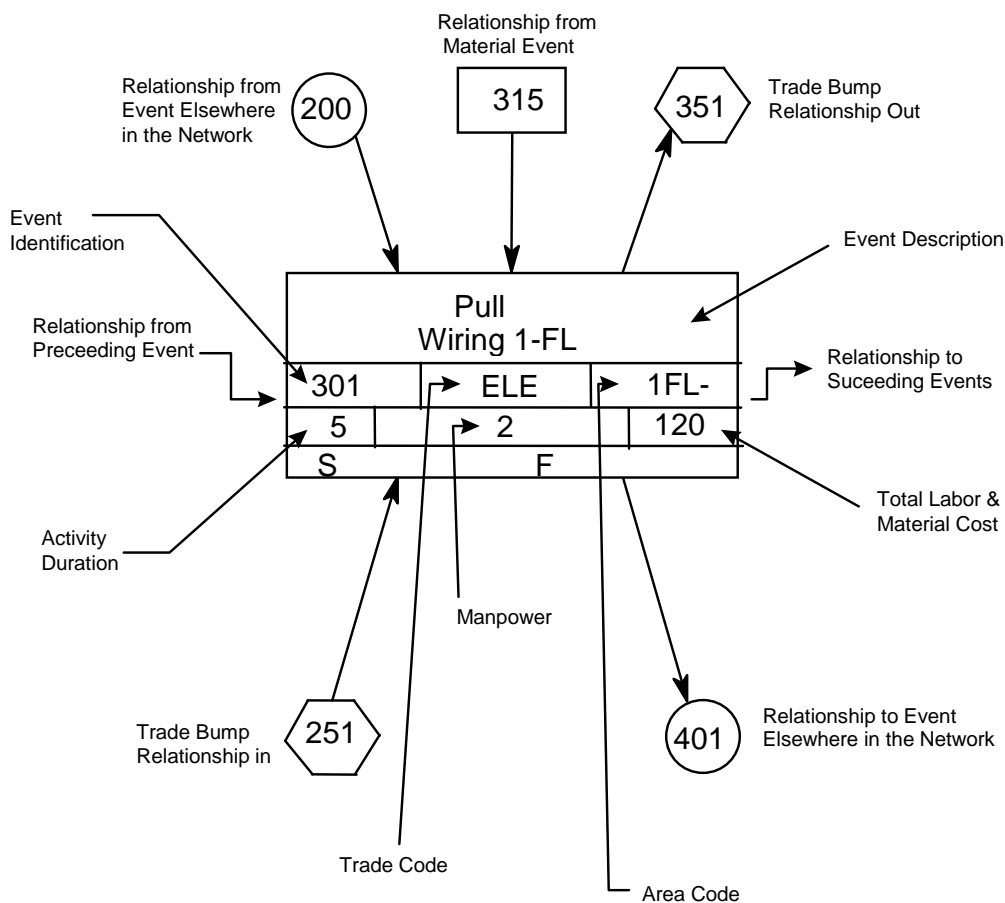 Relationship from
Material Event
Relationship from
Event Elsewhere
in the Network
200
315
351
Trade Bump
Relationship Out
Event
Identification
Event Description
Pull
Wiring 1-FL
Relationship from
Preceeding Event
Relationship to
Suceeding Events
301
ELE
1FL-
5
2
120
S
F
Activity
Duration
Total Labor &
Material Cost
Manpower
Trade Bump
Relationship in
251
401
Relationship to Event
Elsewhere in the Network
Trade Code
Area Code